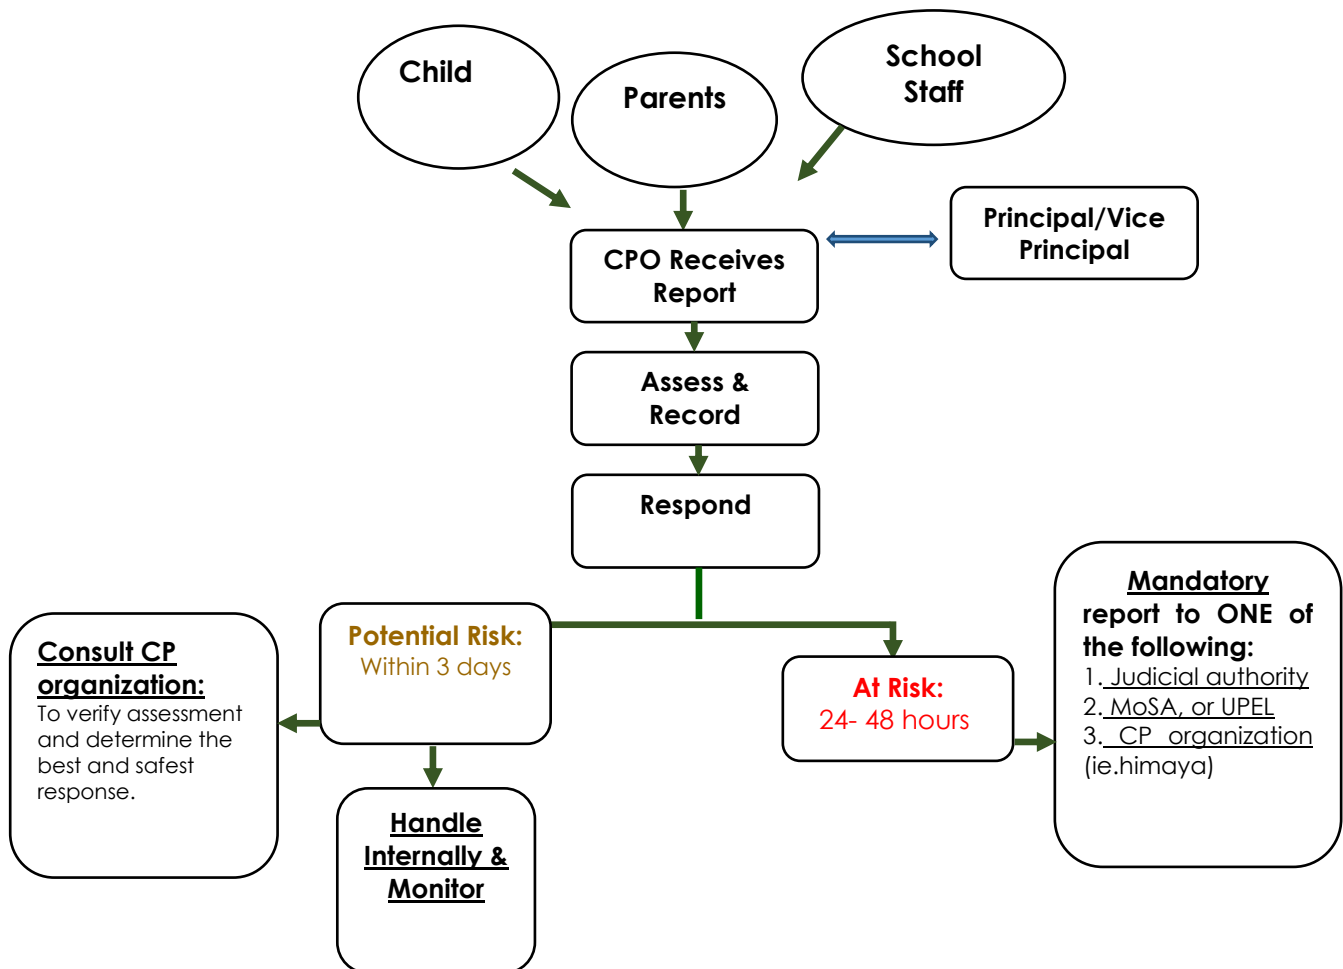 Child
Parents
School
Staff
Principal/Vice
Principal
CPO Receives
Report
Assess &
Record
Respond
Potential Risk:
Within 3 days
Consult CP
organization:
To verify assessment
and determine the
best and safest
response.
Handle
Internally &
Monitor
At Risk:
24- 48 hours
Mandatory
report to ONE of
the following:
1. Judicial authority
2. MoSA, or UPEL
3. CP organization
(ie.himaya)